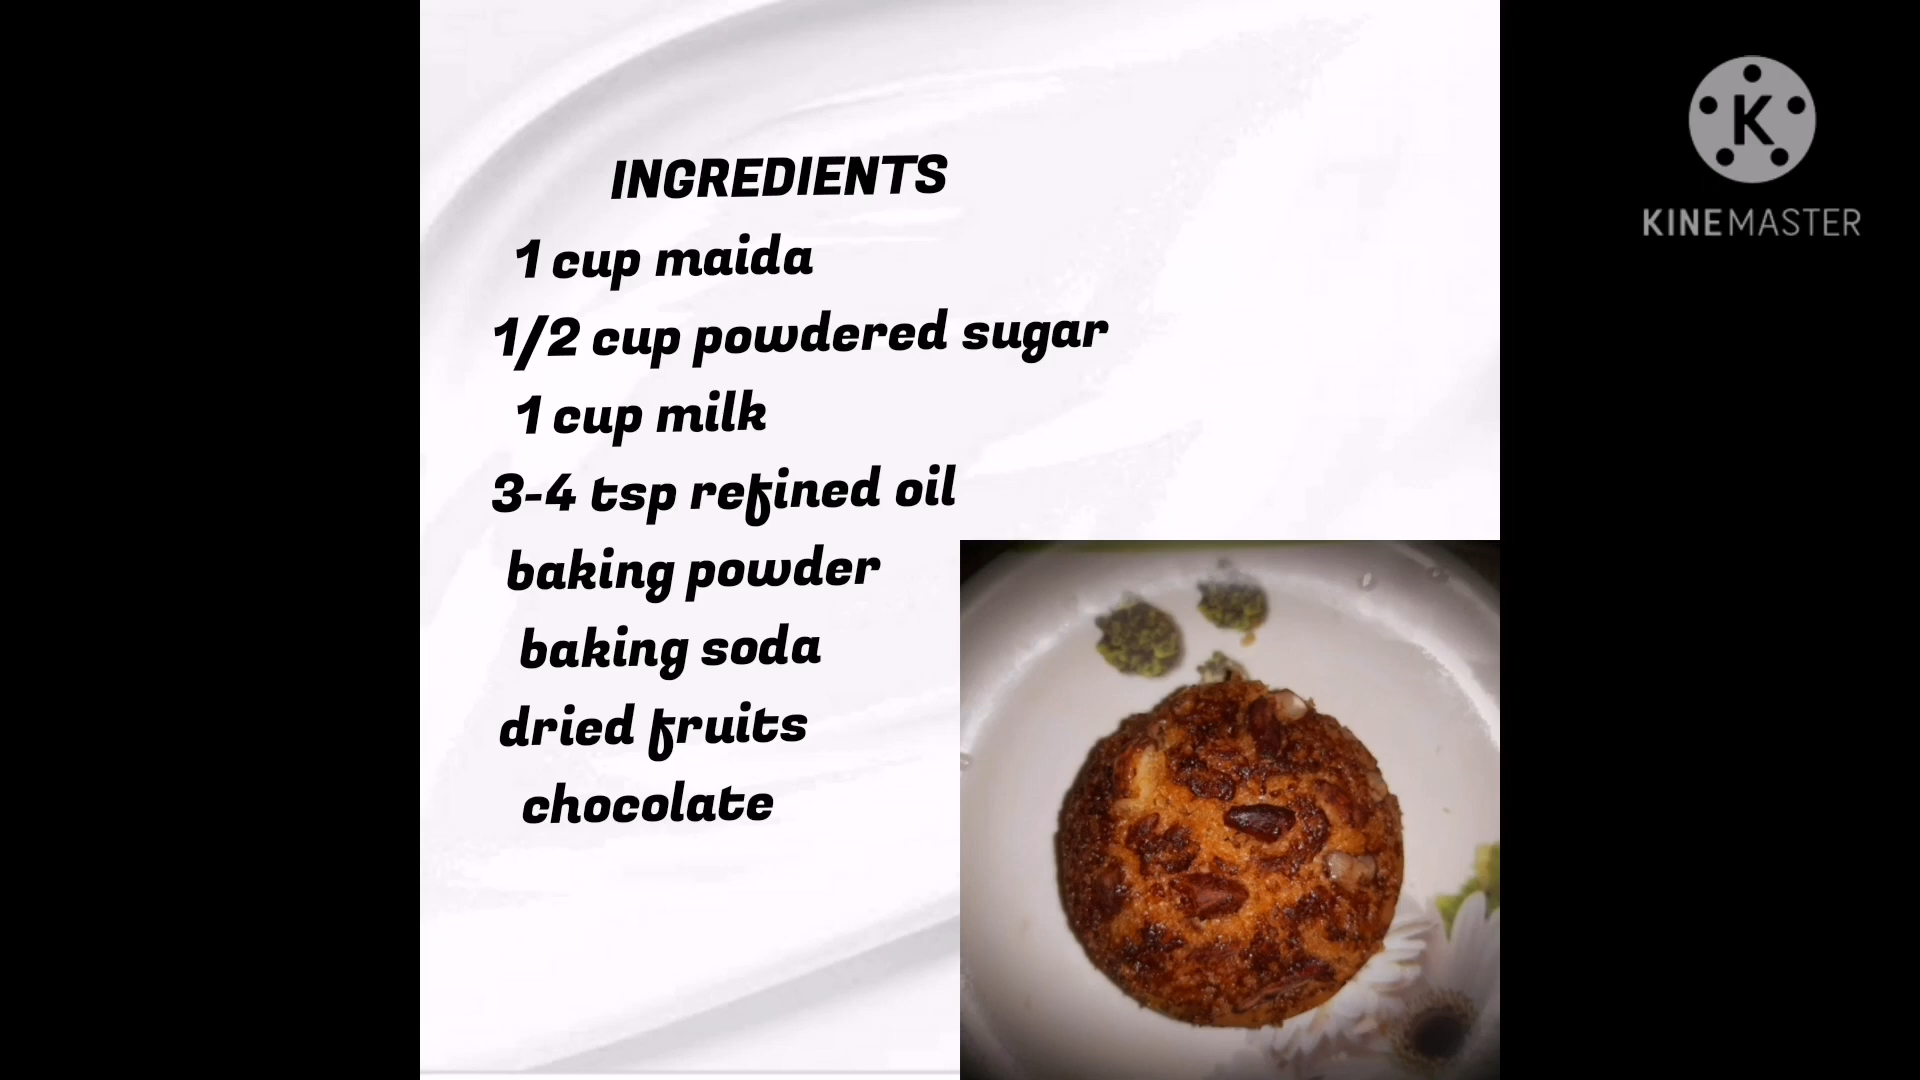 INGREDIENTS
1 cup maida
1/2 cup powdered sugar
1 cup milk
3-4 tsp refined oil
baking powder
baking soda
dried fruits
chocolate
K
KINEMASTER